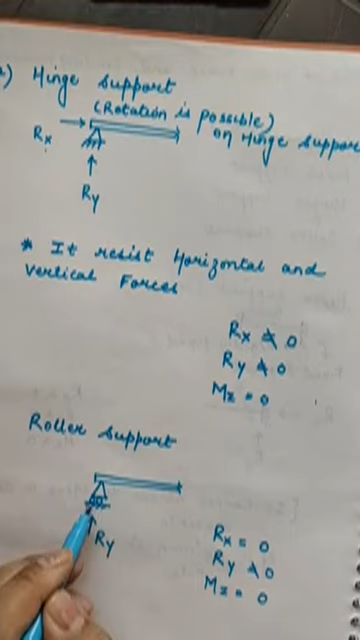 ) Hinge Support
(Rotation is possible)
on Hinge Support
Rx
Ry
* It resist Horizontal and
vertical Forces
Rx ≠ 0
Ry ≠ 0
Mz = 0
Roller Support
Ry
Rx = 0
Ry ≠ 0
Mz = 0